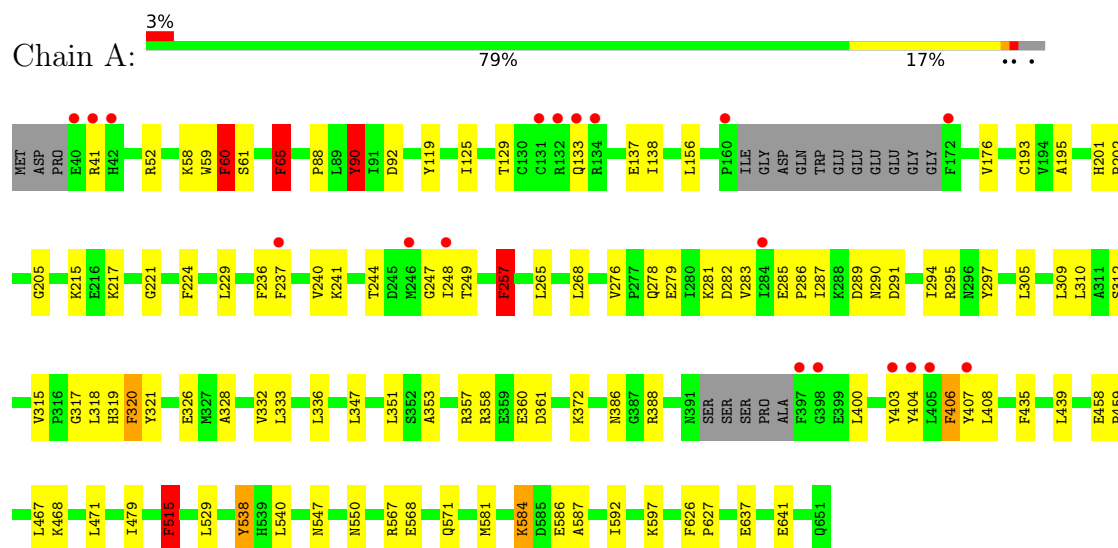 3%
Chain A:
79% 17% •• •
MET ASP PRO E40 R41 H42 R52 K58 W59 F60 S61 F65 P88 L89 Y90 I91 D92 Y119 I125 T129 C130 C131 R132 Q133 R134 E137 I138 L156 P160 ILE GLY ASP GLN TRP GLU GLU GLU GLY GLY F172 V176 C193 V194 A195 H201
G205 K215 E216 K217 G221 F224 L229 F236 F237 V240 K241 T244 D245 M246 G247 I248 T249 F257 L265 L268 V276 P277 Q278 E279 I280 K281 D282 V283 I284 E285 P286 I287 K288 D289 N290 D291 I294 R295 N296 Y297 L305 L309 L310 A311 S312
V315 P316 G317 L318 H319 F320 Y321 E326 M327 A328 V332 L333 L336 L347 L351 S352 A353 R357 R358 E359 E360 D361 K372 N386 G387 R388 N391 SER SER SER PRO ALA F397 G398 E399 L400 Y403 Y404 L405 F406 Y407 L408 F435 L439 E458
L467 K468 L471 I479 F515 L529 Y538 H539 L540 N547 N550 R567 E568 Q571 M581 K584 D585 E586 A587 I592 K597 F626 P627 E637 E641 Q651